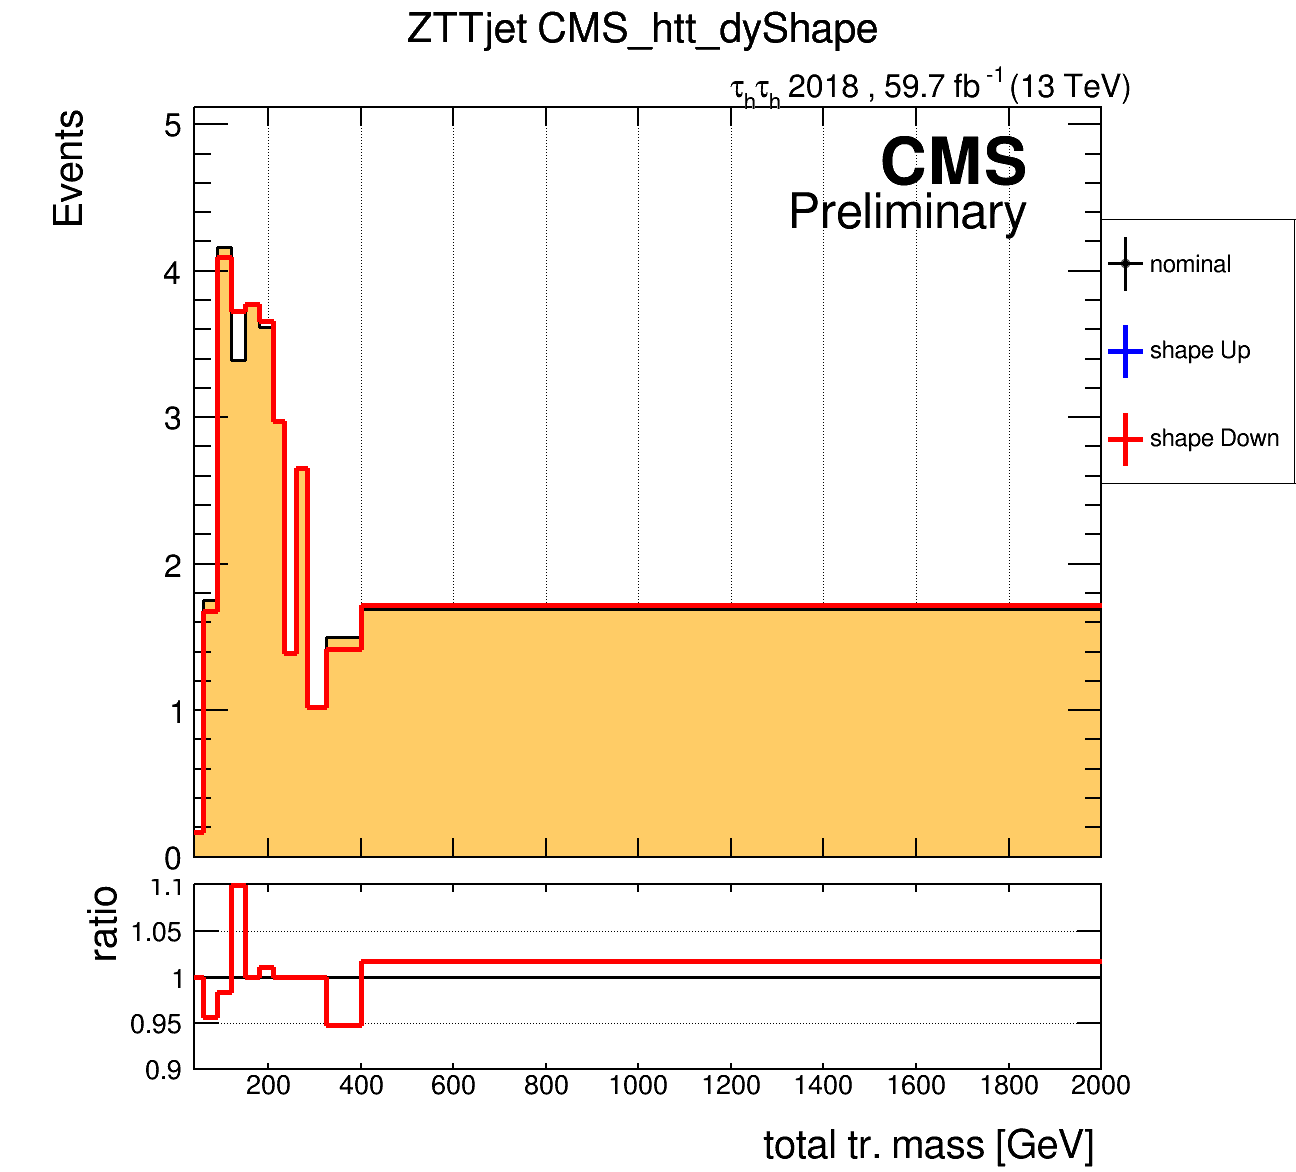 ZTTjet CMS_htt_dyShape
τhτh 2018 , 59.7 fb-1 (13 TeV)
Events
5
4
3
2
1
0
CMS
Preliminary
nominal
shape Up
shape Down
ratio
1.1
1.05
1
0.95
0.9
200 400 600 800 1000 1200 1400 1600 1800 2000
total tr. mass [GeV]